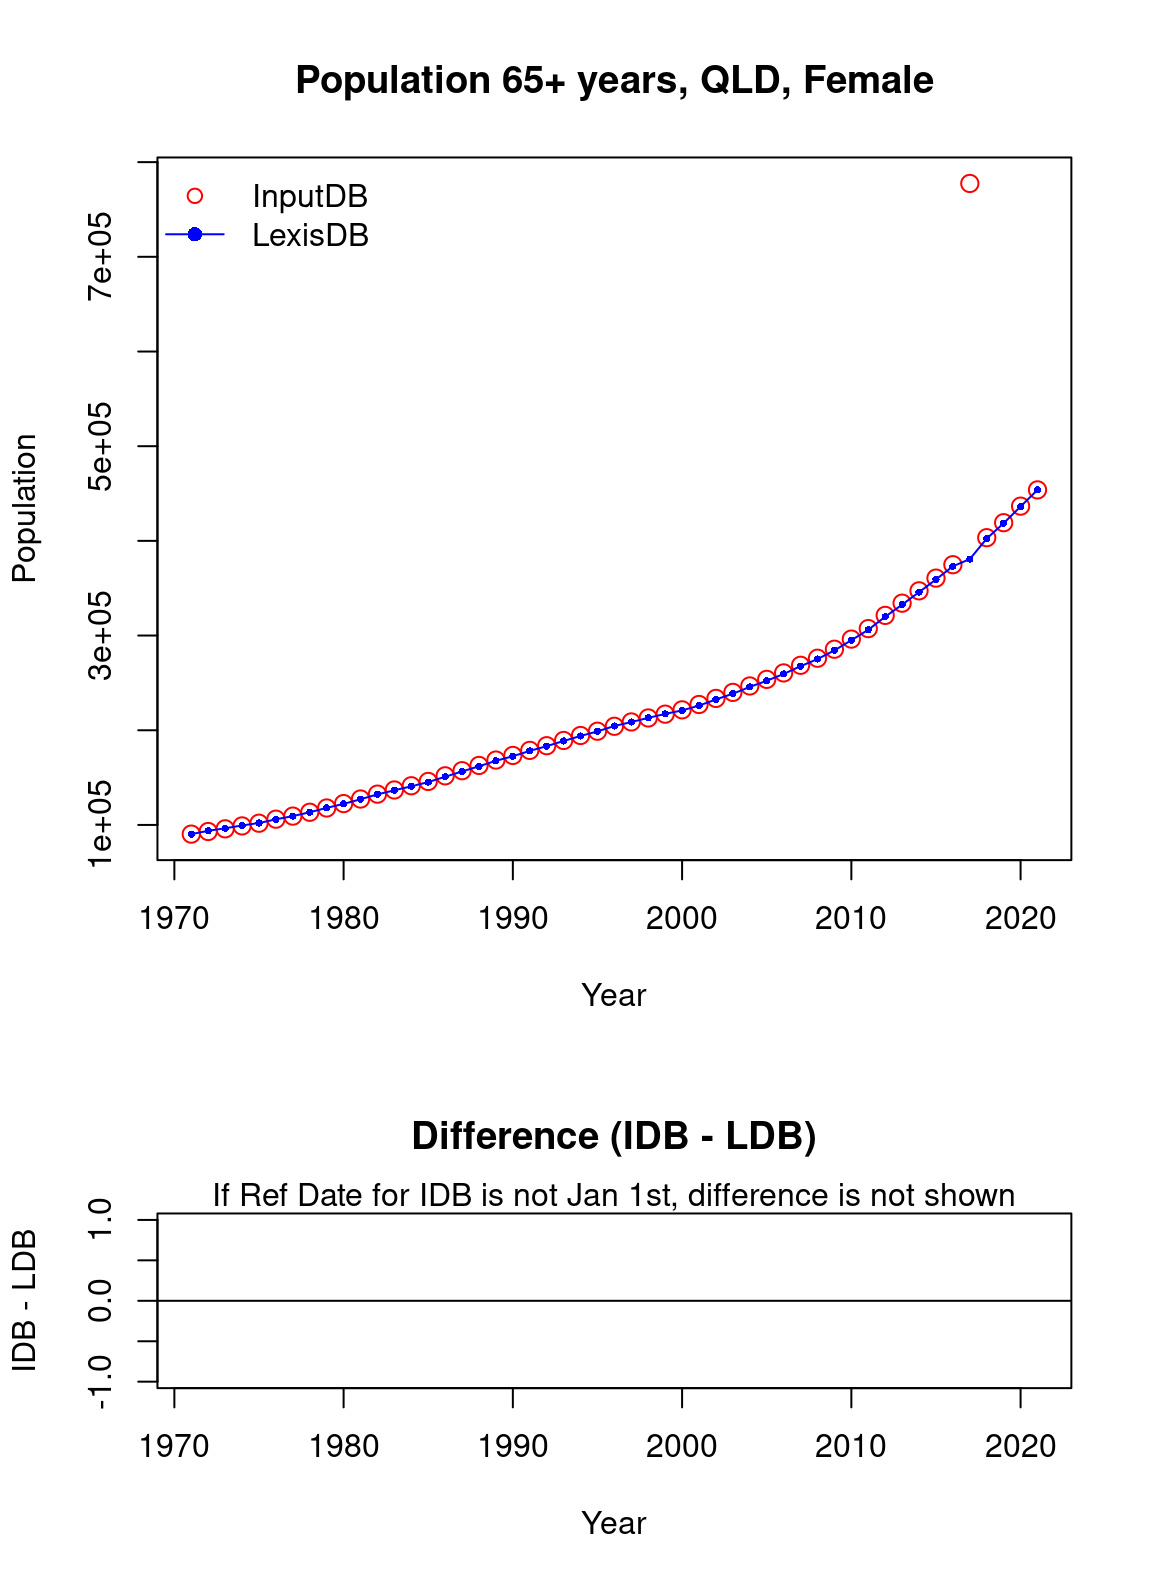 Population 65+ years, QLD, Female
InputDB
LexisDB
Population
7e+05
5e+05
3e+05
1e+05
1970 1980 1990 2000 2010 2020
Year
Difference (IDB - LDB)
If Ref Date for IDB is not Jan 1st, difference is not shown
IDB - LDB
1.0
0.0
-1.0
1970 1980 1990 2000 2010 2020
Year